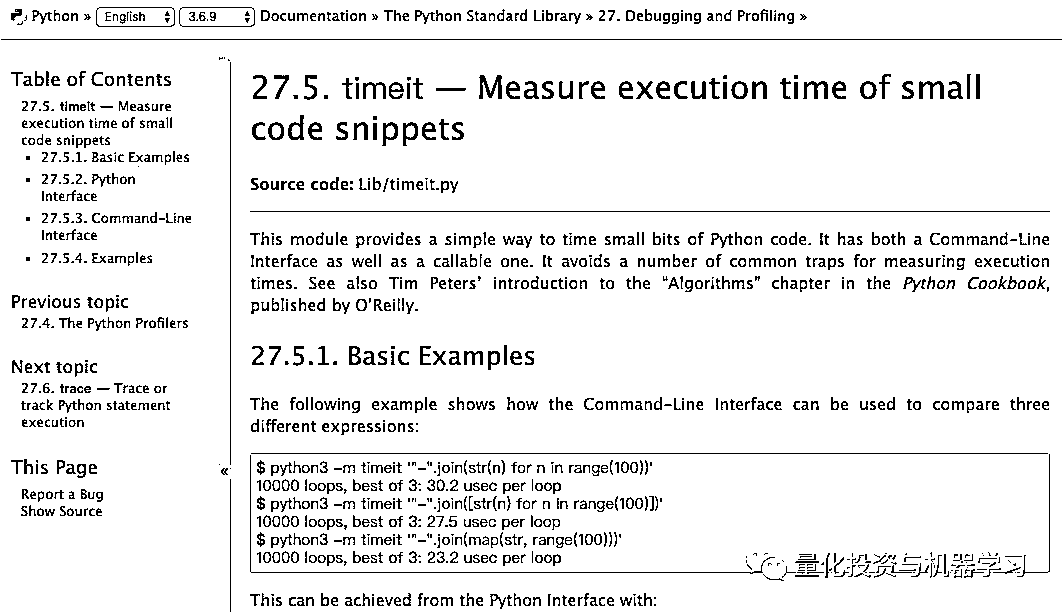 Python » English 3.6.9 Documentation » The Python Standard Library » 27. Debugging and Profiling »
Table of Contents
27.5. timeit — Measure
execution time of small
code snippets
▪ 27.5.1. Basic Examples
▪ 27.5.2. Python
Interface
▪ 27.5.3. Command-Line
Interface
▪ 27.5.4. Examples
Previous topic
27.4. The Python Profilers
Next topic
27.6. trace — Trace or
track Python statement
execution
This Page
Report a Bug
Show Source
«
27.5. timeit — Measure execution time of small
code snippets
Source code: Lib/timeit.py
This module provides a simple way to time small bits of Python code. It has both a Command-Line
Interface as well as a callable one. It avoids a number of common traps for measuring execution
times. See also Tim Peters’ introduction to the “Algorithms” chapter in the Python Cookbook,
published by O’Reilly.
27.5.1. Basic Examples
The following example shows how the Command-Line Interface can be used to compare three
different expressions:
$ python3 -m timeit '"-".join(str(n) for n in range(100))'
10000 loops, best of 3: 30.2 usec per loop
$ python3 -m timeit '"-".join([str(n) for n in range(100)])'
10000 loops, best of 3: 27.5 usec per loop
$ python3 -m timeit '"-".join(map(str, range(100)))'
10000 loops, best of 3: 23.2 usec per loop
量化投资与机器学习
This can be achieved from the Python Interface with: